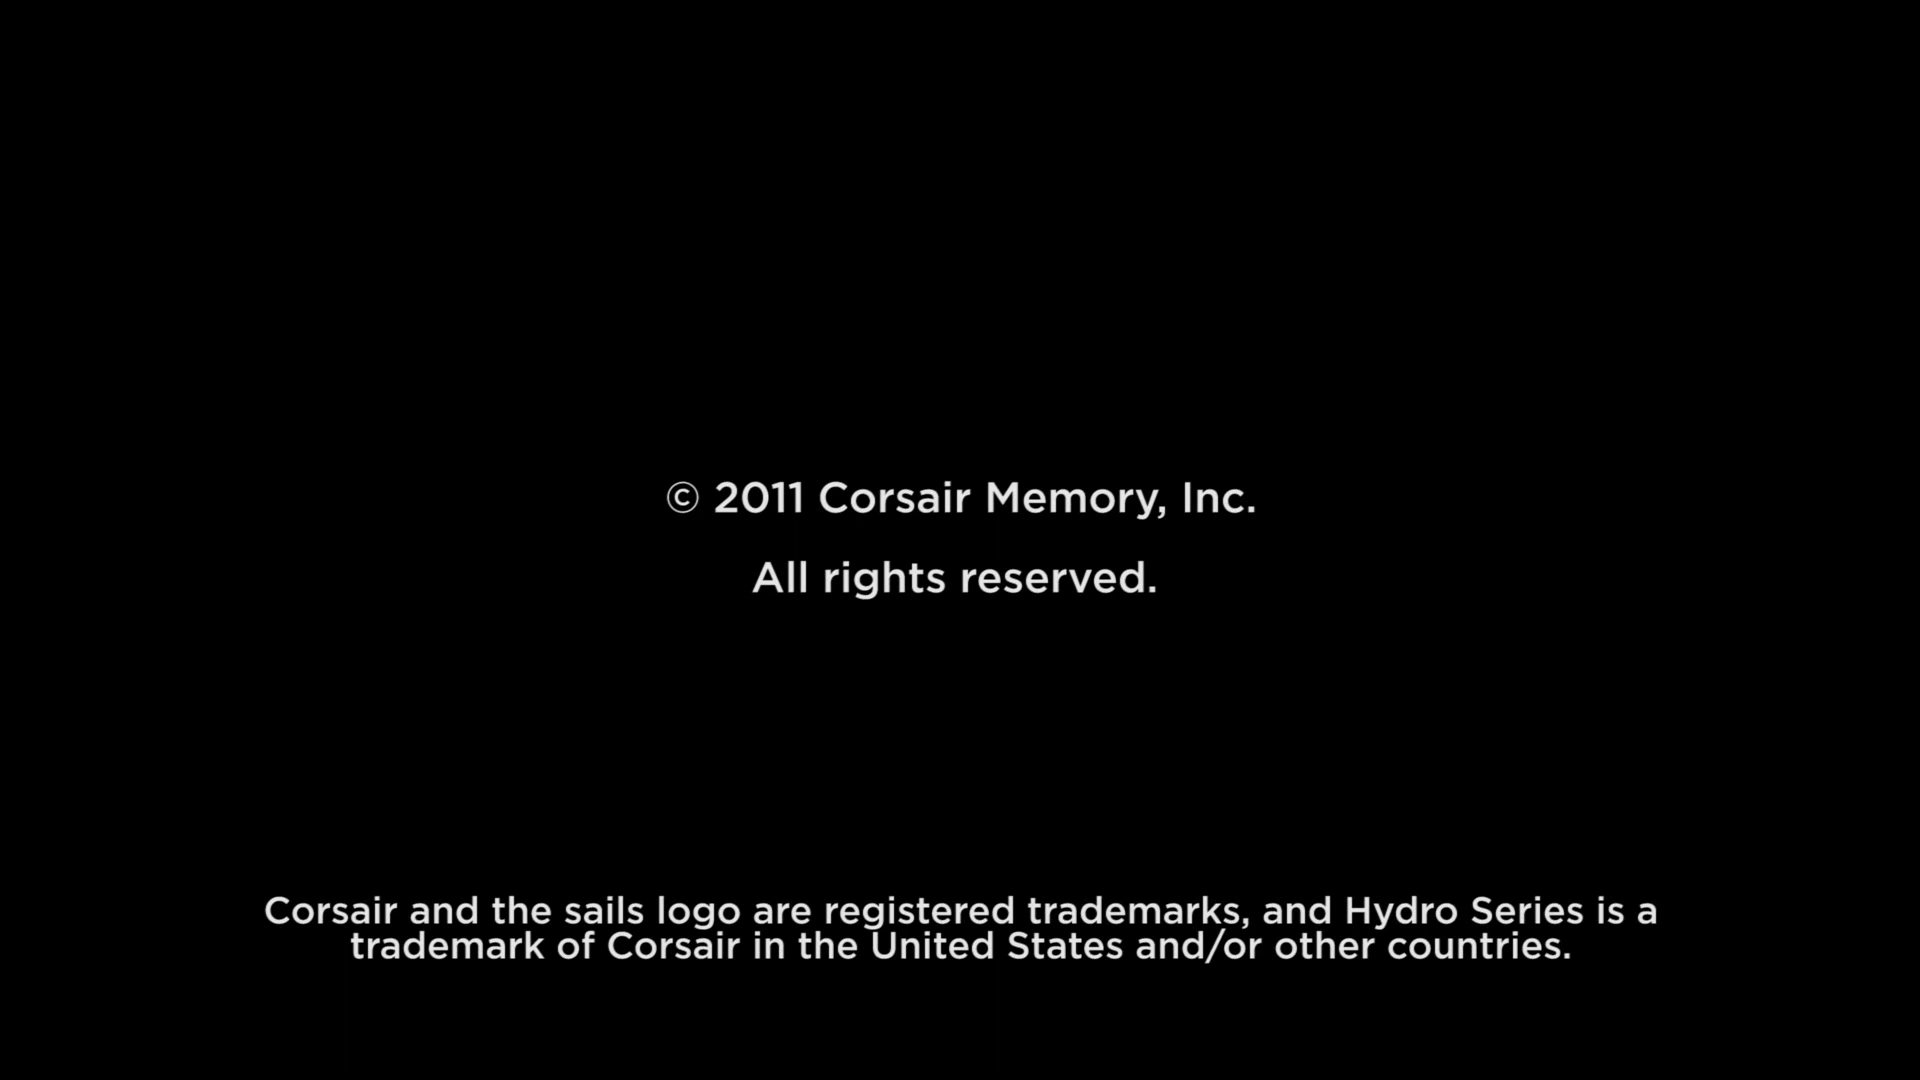 © 2011 Corsair Memory, Inc.
All rights reserved.
Corsair and the sails logo are registered trademarks, and Hydro Series is a
trademark of Corsair in the United States and/or other countries.